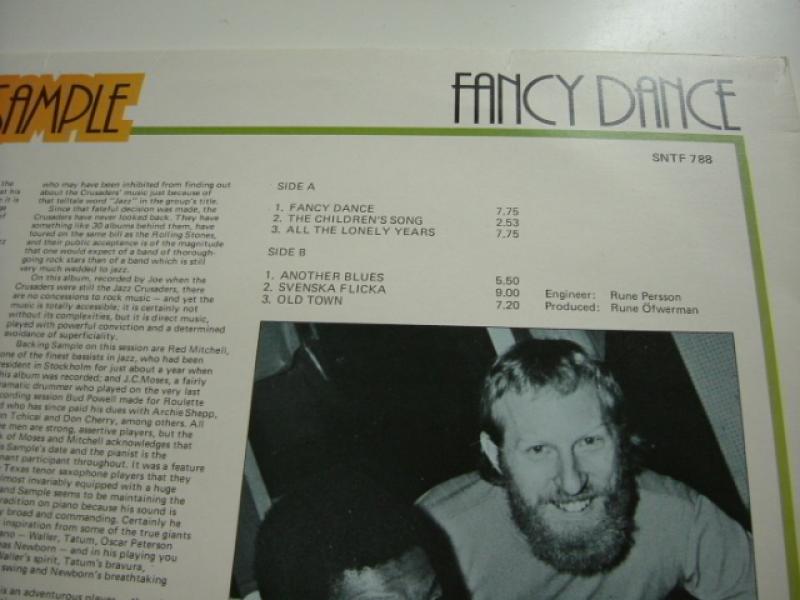 SAMPLE
FANCY DANCE
SNTF 788
the
at his
it is
who may have been inhibited from finding out
about the Crusaders' music just because of
that telltale word "Jazz" in the group's title.
Since that fateful decision was made, the
Crusaders have never looked back. They have
something like 30 albums behind them, have
toured on the same bill as the Rolling Stones,
and their public acceptance is of the magnitude
that one would expect of a band of thorough-
going rock stars than of a band which is still
very much wedded to jazz.
On this album, recorded by Joe when the
Crusaders were still the Jazz Crusaders, there
are no concessions to rock music — and yet the
music is totally accessible; it is certainly not
without its complexities, but it is direct music,
played with powerful conviction and a determined
avoidance of superficiality.
Backing Sample on this session are Red Mitchell,
one of the finest bassists in jazz, who had been
resident in Stockholm for just about a year when
this album was recorded; and J.C.Moses, a fairly
dramatic drummer who played on the very last
recording session Bud Powell made for Roulette
d who has since paid his dues with Archie Shepp,
n Tchicai and Don Cherry, among others. All
men are strong, assertive players, but the
of Moses and Mitchell acknowledges that
s Sample's date and the pianist is the
nant participant throughout. It was a feature
Texas tenor saxophone players that they
lmost invariably equipped with a huge
and Sample seems to be maintaining the
radition on piano because his sound is
y broad and commanding. Certainly he
inspiration from some of the true giants
ano — Waller, Tatum, Oscar Peterson
as Newborn — and in his playing you
Waller's spirit, Tatum's bravura,
swing and Newborn's breathtaking
is an adventurous player
SIDE A
1. FANCY DANCE 7.75
2. THE CHILDREN'S SONG 2.53
3. ALL THE LONELY YEARS 7.75
SIDE B
1. ANOTHER BLUES 5.50
2. SVENSKA FLICKA 9.00
3. OLD TOWN 7.20
Engineer: Rune Persson
Produced: Rune Öfwerman